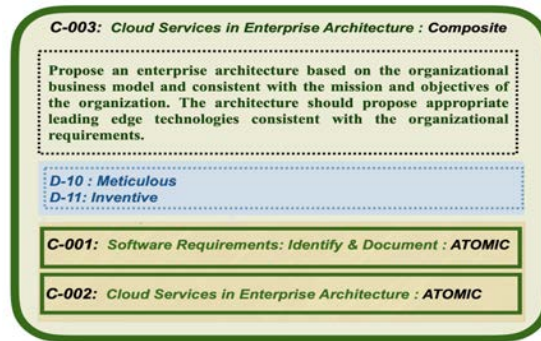 C-003: Cloud Services in Enterprise Architecture : Composite
Propose an enterprise architecture based on the organizational
business model and consistent with the mission and objectives
of the organization. The architecture should propose appropriate
leading edge technologies consistent with the organizational
requirements.
D-10 : Meticulous
D-11: Inventive
C-001: Software Requirements: Identify & Document : ATOMIC
C-002: Cloud Services in Enterprise Architecture : ATOMIC